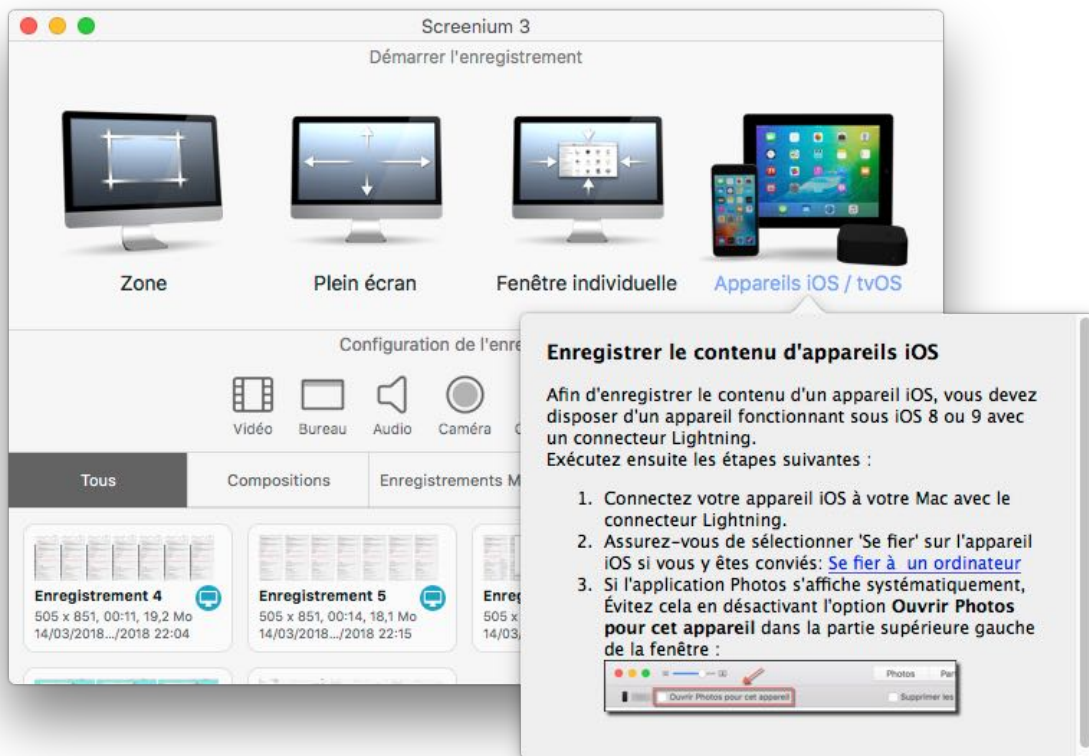 Screenium 3
Démarrer l'enregistrement
Zone
Plein écran
Fenêtre individuelle
Appareils iOS / tvOS
Configuration de l'enre
Vidéo
Bureau
Audio
Caméra
Tous
Compositions
Enregistrements M
Enregistrement 4
505 x 851, 00:11, 19,2 Mo
14/03/2018.../2018 22:04
Enregistrement 5
505 x 851, 00:14, 18,1 Mo
14/03/2018.../2018 22:15
Enre
505 x
14/03/
Enregistrer le contenu d'appareils iOS
Afin d'enregistrer le contenu d'un appareil iOS, vous devez
disposer d'un appareil fonctionnant sous iOS 8 ou 9 avec
un connecteur Lightning.
Exécutez ensuite les étapes suivantes :
1. Connectez votre appareil iOS à votre Mac avec le
connecteur Lightning.
2. Assurez-vous de sélectionner 'Se fier' sur l'appareil
iOS si vous y êtes conviés: Se fier à un ordinateur
3. Si l'application Photos s'affiche systématiquement,
Évitez cela en désactivant l'option Ouvrir Photos
pour cet appareil dans la partie supérieure gauche
de la fenêtre :
Photos
Par
Ouvrir Photos pour cet appareil
Supprimer les